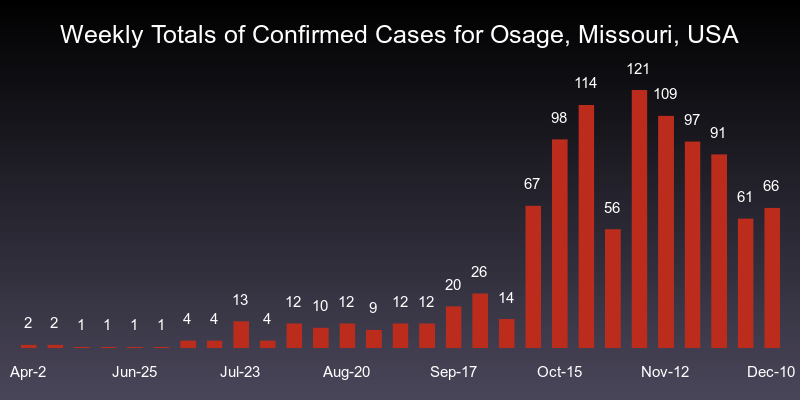 Weekly Totals of Confirmed Cases for Osage, Missouri, USA
2 2 1 1 1 1 4 4 13 4 12 10 12 9 12 12 20 26 14 67 98 114 56 121 109 97 91 61 66
Apr-2 Jun-25 Jul-23 Aug-20 Sep-17 Oct-15 Nov-12 Dec-10